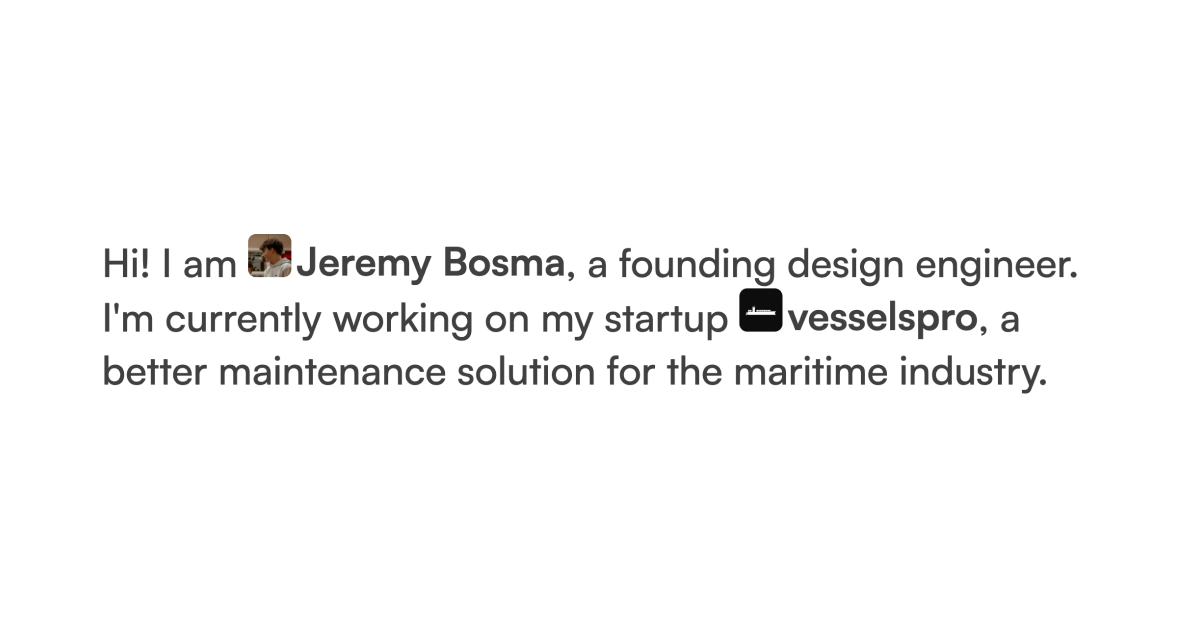 Hi! I am Jeremy Bosma, a founding design engineer.
I'm currently working on my startup vesselspro, a
better maintenance solution for the maritime industry.